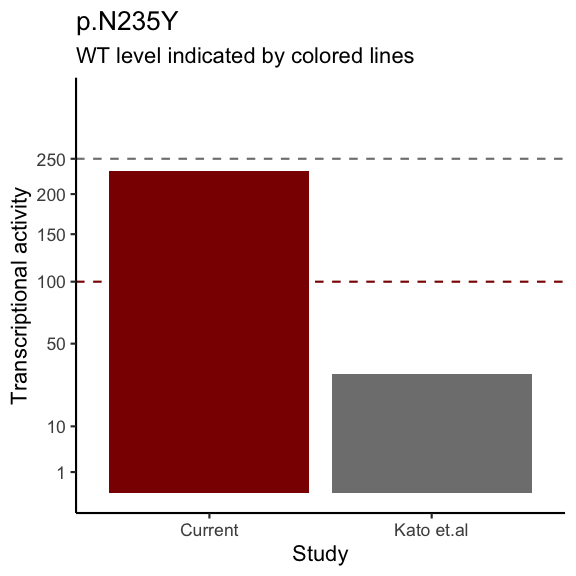 p.N235Y
WT level indicated by colored lines
Transcriptional activity
250
200
150
100
50
10
1
Current
Kato et.al
Study